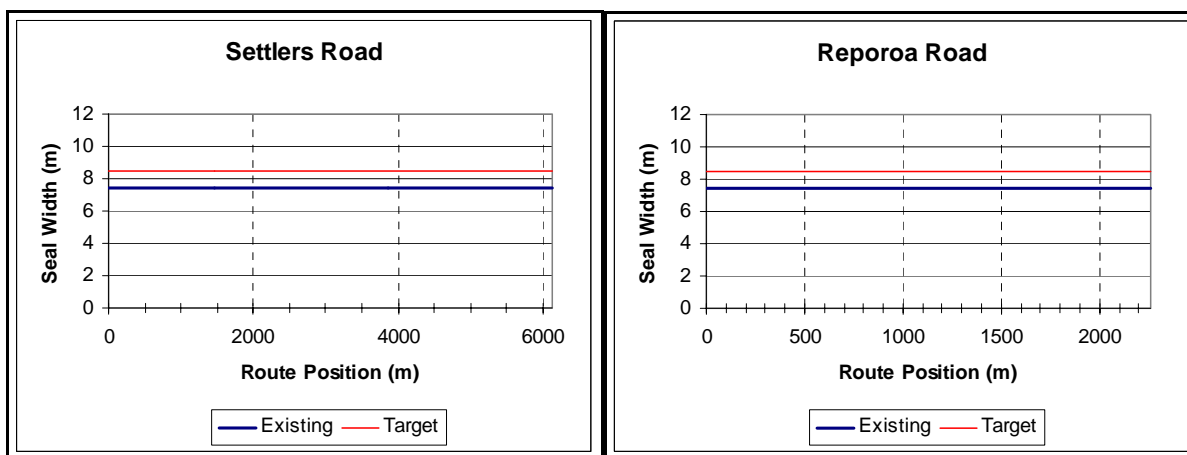 Settlers Road
Seal Width (m)
12
10
8
6
4
2
0
0 2000 4000 6000
Route Position (m)
Existing Target
Reporoa Road
Seal Width (m)
12
10
8
6
4
2
0
0 500 1000 1500 2000
Route Position (m)
Existing Target